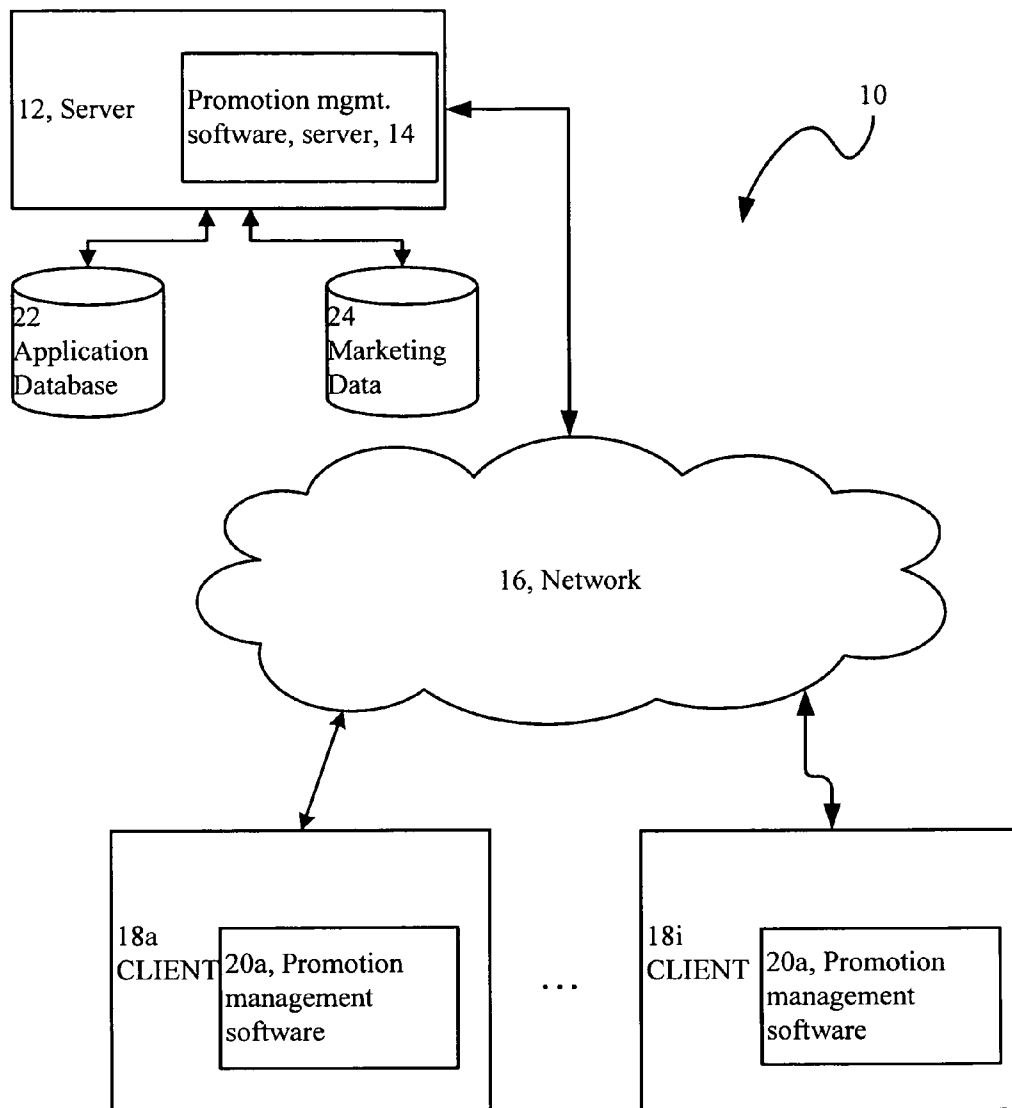 12, Server
Promotion mgmt.
software, server, 14
10
22
Application
Database
24
Marketing
Data
16, Network
18a
CLIENT
20a, Promotion
management
software
...
18i
CLIENT
20a, Promotion
management
software